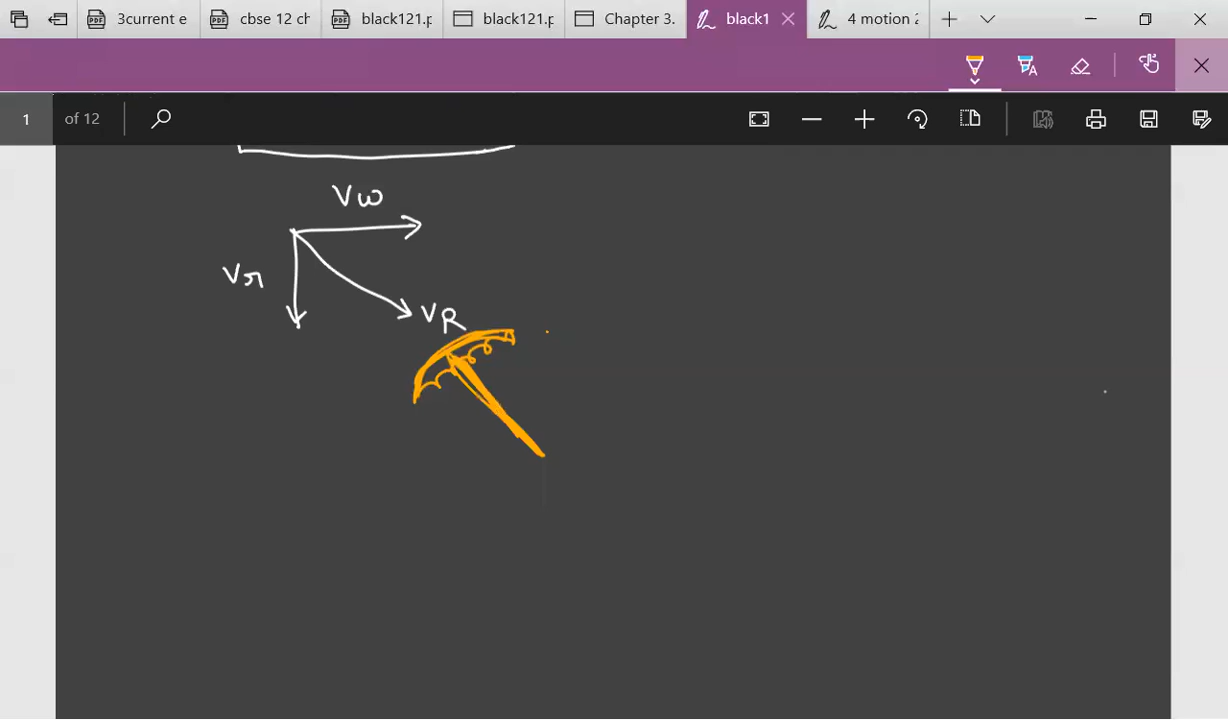 3current e
cbse 12 ch
black121.p
black121.p
Chapter 3.
black1
4 motion 2
1 of 12
Vw
Vr
VR